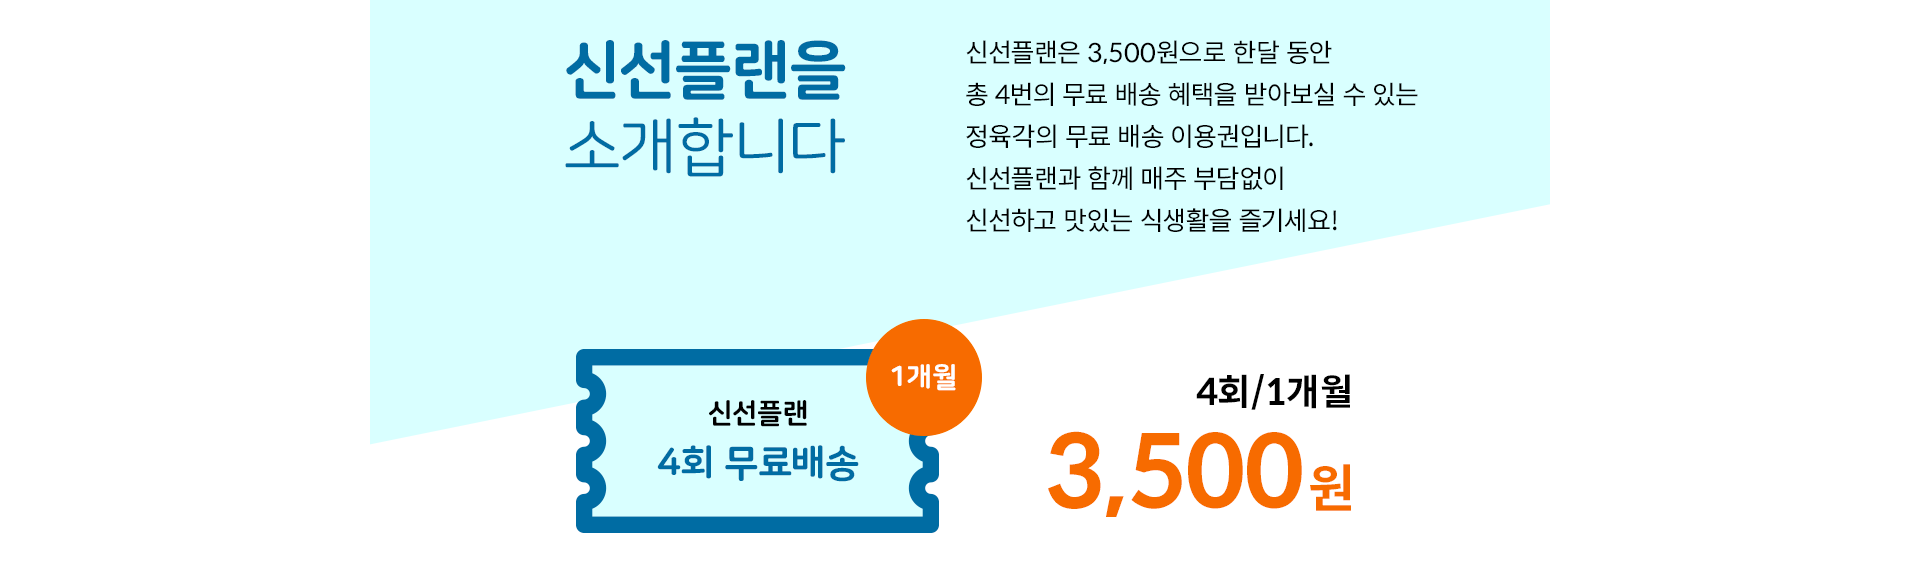 신선플랜을
소개합니다
신선플랜은 3,500원으로 한달 동안
총 4번의 무료 배송 혜택을 받아보실 수 있는
정육각의 무료 배송 이용권입니다.
신선플랜과 함께 매주 부담없이
신선하고 맛있는 식생활을 즐기세요!
1개월
신선플랜
4회 무료배송
4회/1개월
3,500원